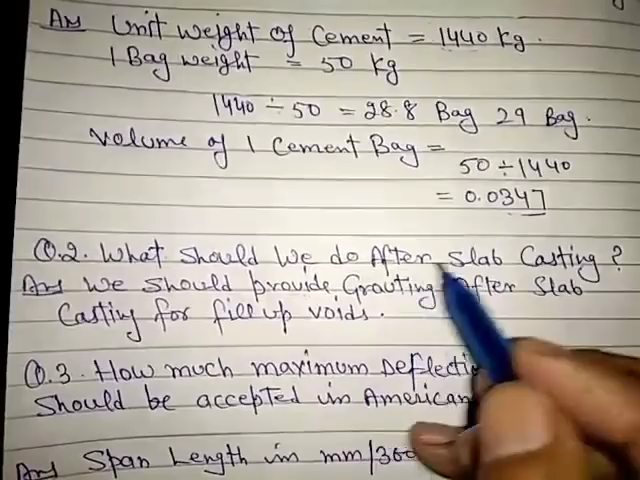 Ans Unit weight of Cement = 1440 kg.
1 Bag weight = 50 kg
1440 ÷ 50 = 28.8 Bag 29 Bag.
Volume of 1 Cement Bag =
50 ÷ 1440
= 0.0347
Q.2. What should we do After slab Casting?
Ans We should provide Grouting After Slab
Casting for fill up voids.
Q.3. How much maximum Deflecti
should be accepted in American
Ans Span Length in mm/360